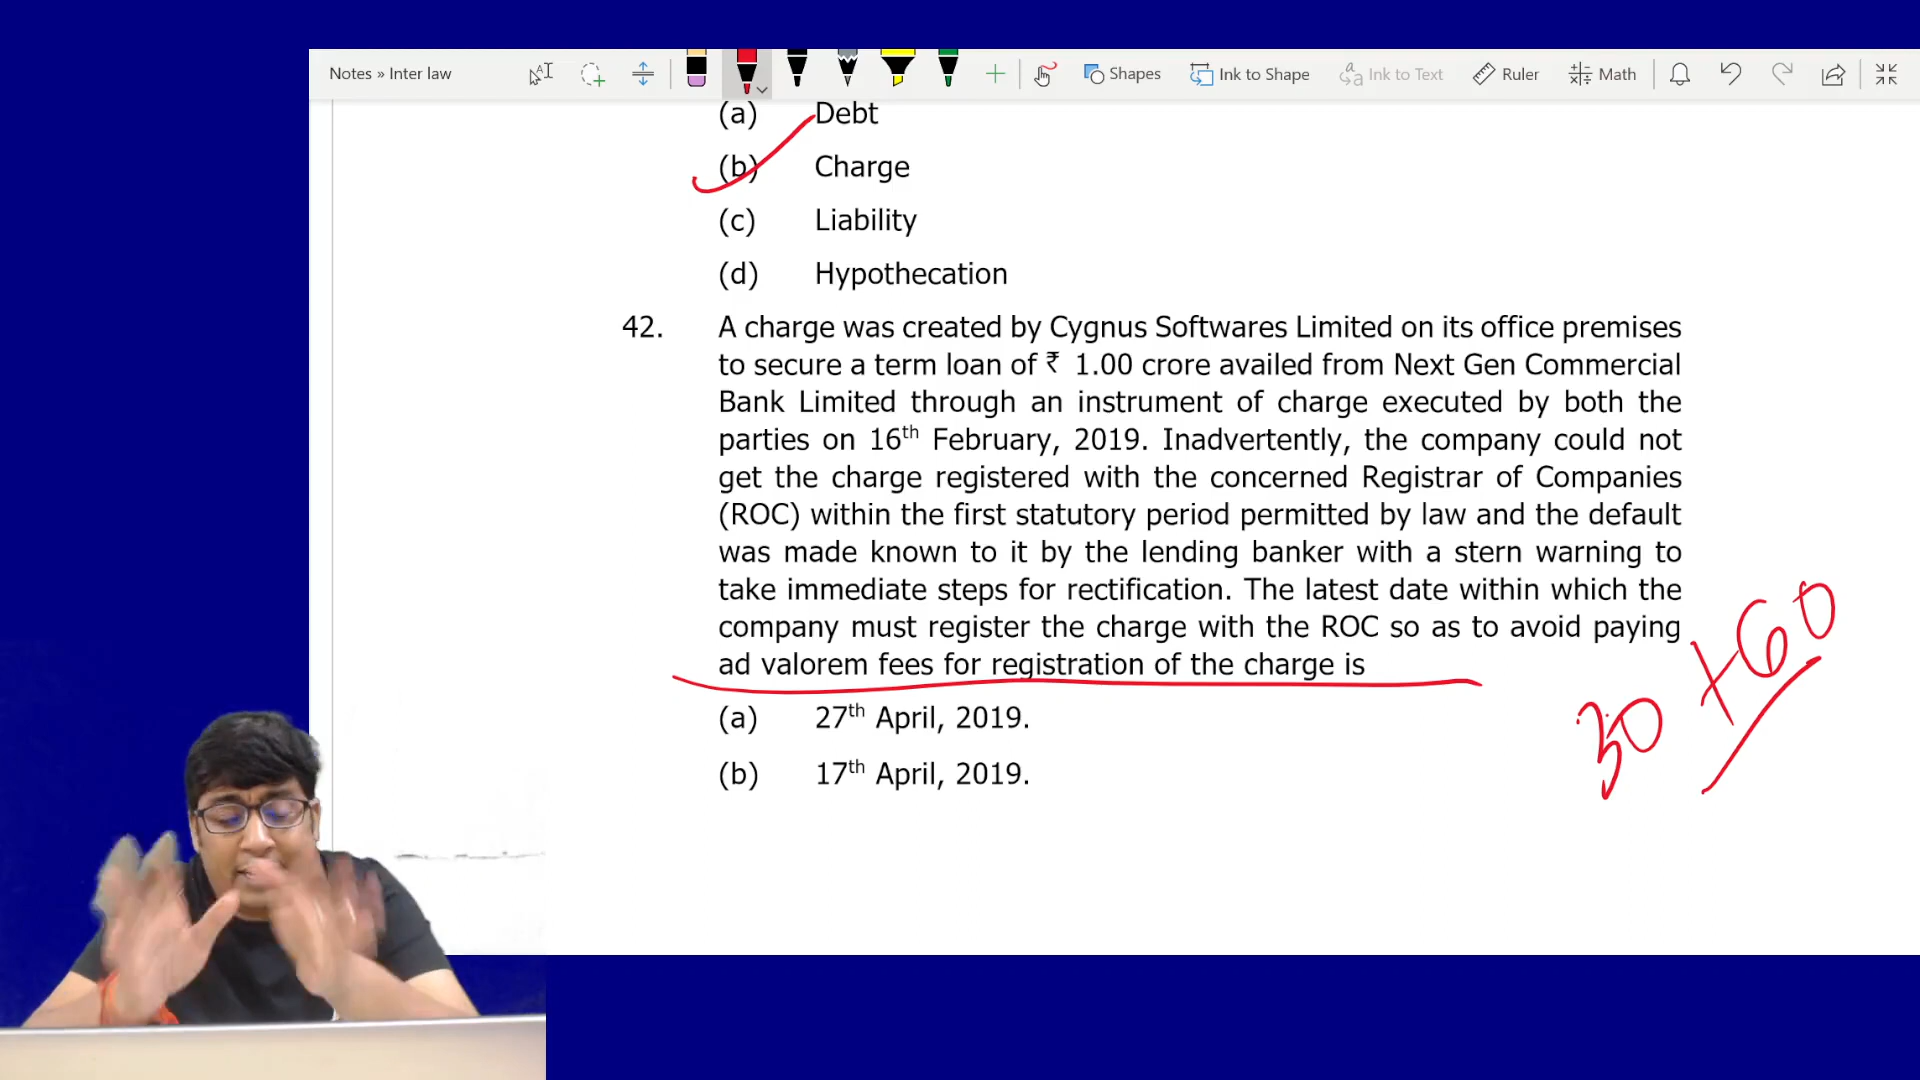 Notes » Inter law
Shapes
Ink to Shape
Ink to Text
Ruler
Math
(a) Debt
(b) Charge
(c) Liability
(d) Hypothecation
42. A charge was created by Cygnus Softwares Limited on its office premises
to secure a term loan of ₹ 1.00 crore availed from Next Gen Commercial
Bank Limited through an instrument of charge executed by both the
parties on 16th February, 2019. Inadvertently, the company could not
get the charge registered with the concerned Registrar of Companies
(ROC) within the first statutory period permitted by law and the default
was made known to it by the lending banker with a stern warning to
take immediate steps for rectification. The latest date within which the
company must register the charge with the ROC so as to avoid paying
ad valorem fees for registration of the charge is
30 + 60
(a) 27th April, 2019.
(b) 17th April, 2019.